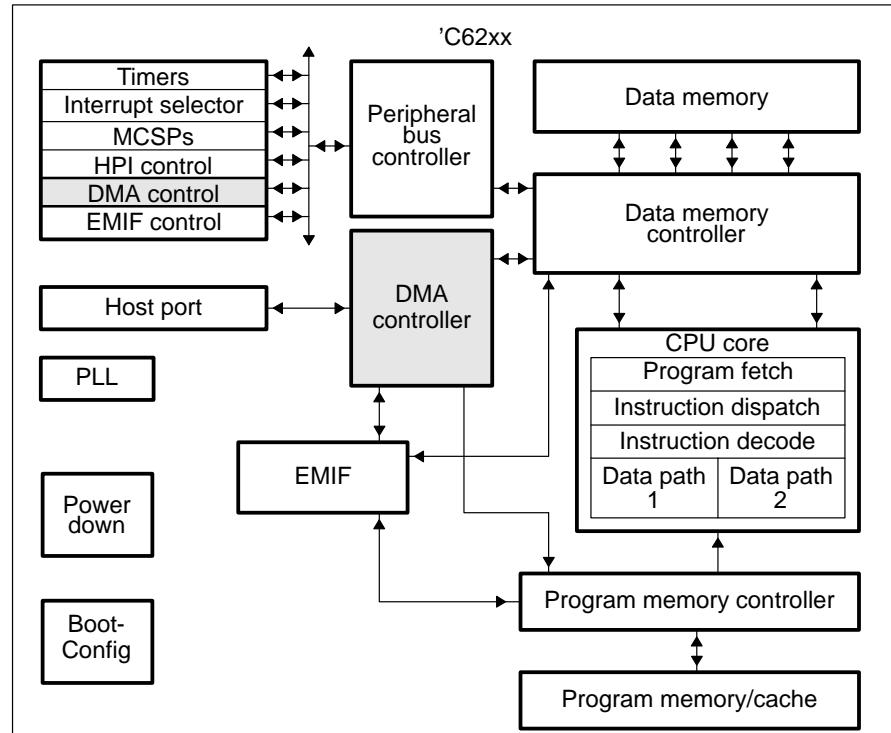 ’C62xx
Timers
Interrupt selector
MCSPs
HPI control
DMA control
EMIF control
Peripheral
bus
controller
Data memory
Data memory
controller
DMA
controller
Host port
PLL
EMIF
Power
down
Boot-
Config
CPU core
Program fetch
Instruction dispatch
Instruction decode
Data path
1
Data path
2
Program memory controller
Program memory/cache